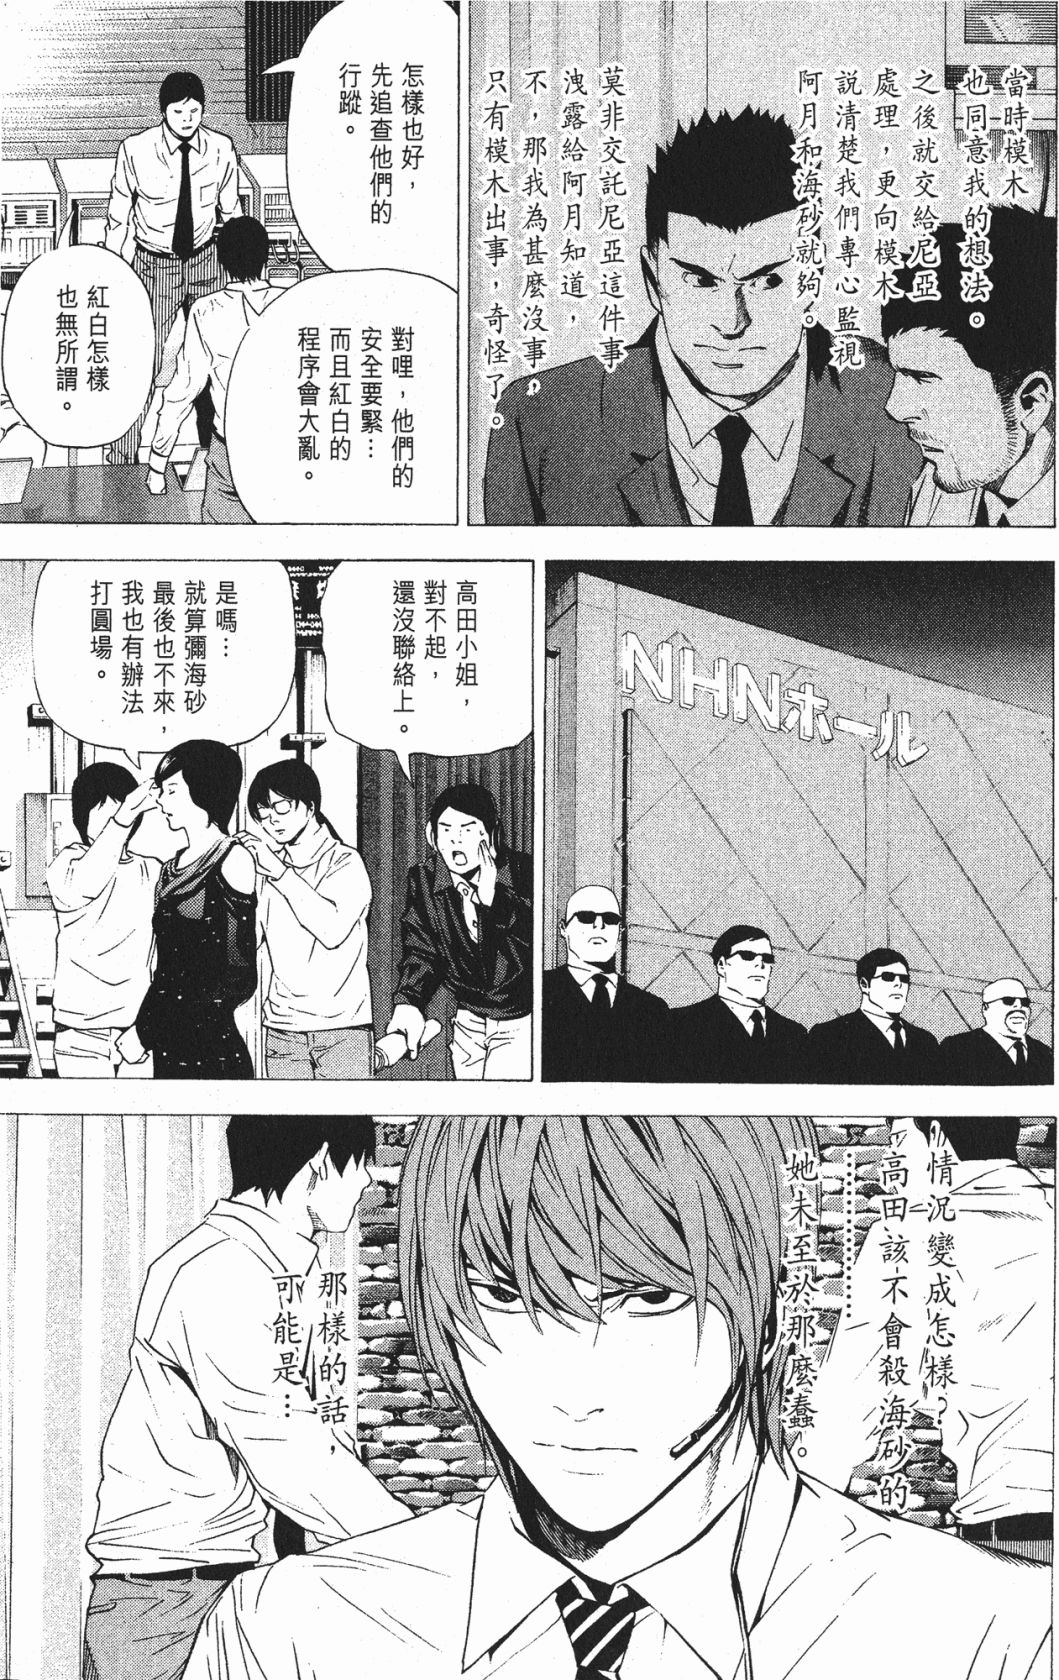 當時模木
也同意我的想法。
之後就交給尼亞
處理，更向模木
說清楚我們專心監視
阿月和海砂就夠。
莫非交託尼亞這件事
洩露給阿月知道，
不，那我為甚麼沒事，
只有模木出事，奇怪了。
怎樣也好，
先追查他們的
行蹤。
對哩，他們的
安全要緊…
而且紅白的
程序會大亂。
紅白怎樣
也無所謂。
NHNホール
高田小姐，
對不起，
還沒聯絡上。
是嗎…
就算彌海砂
最後也不來，
我也有辦法
打圓場。
情況變成怎樣？
高田該不會殺海砂的
…………
她未至於那麼蠢。
那樣的話，
可能是…